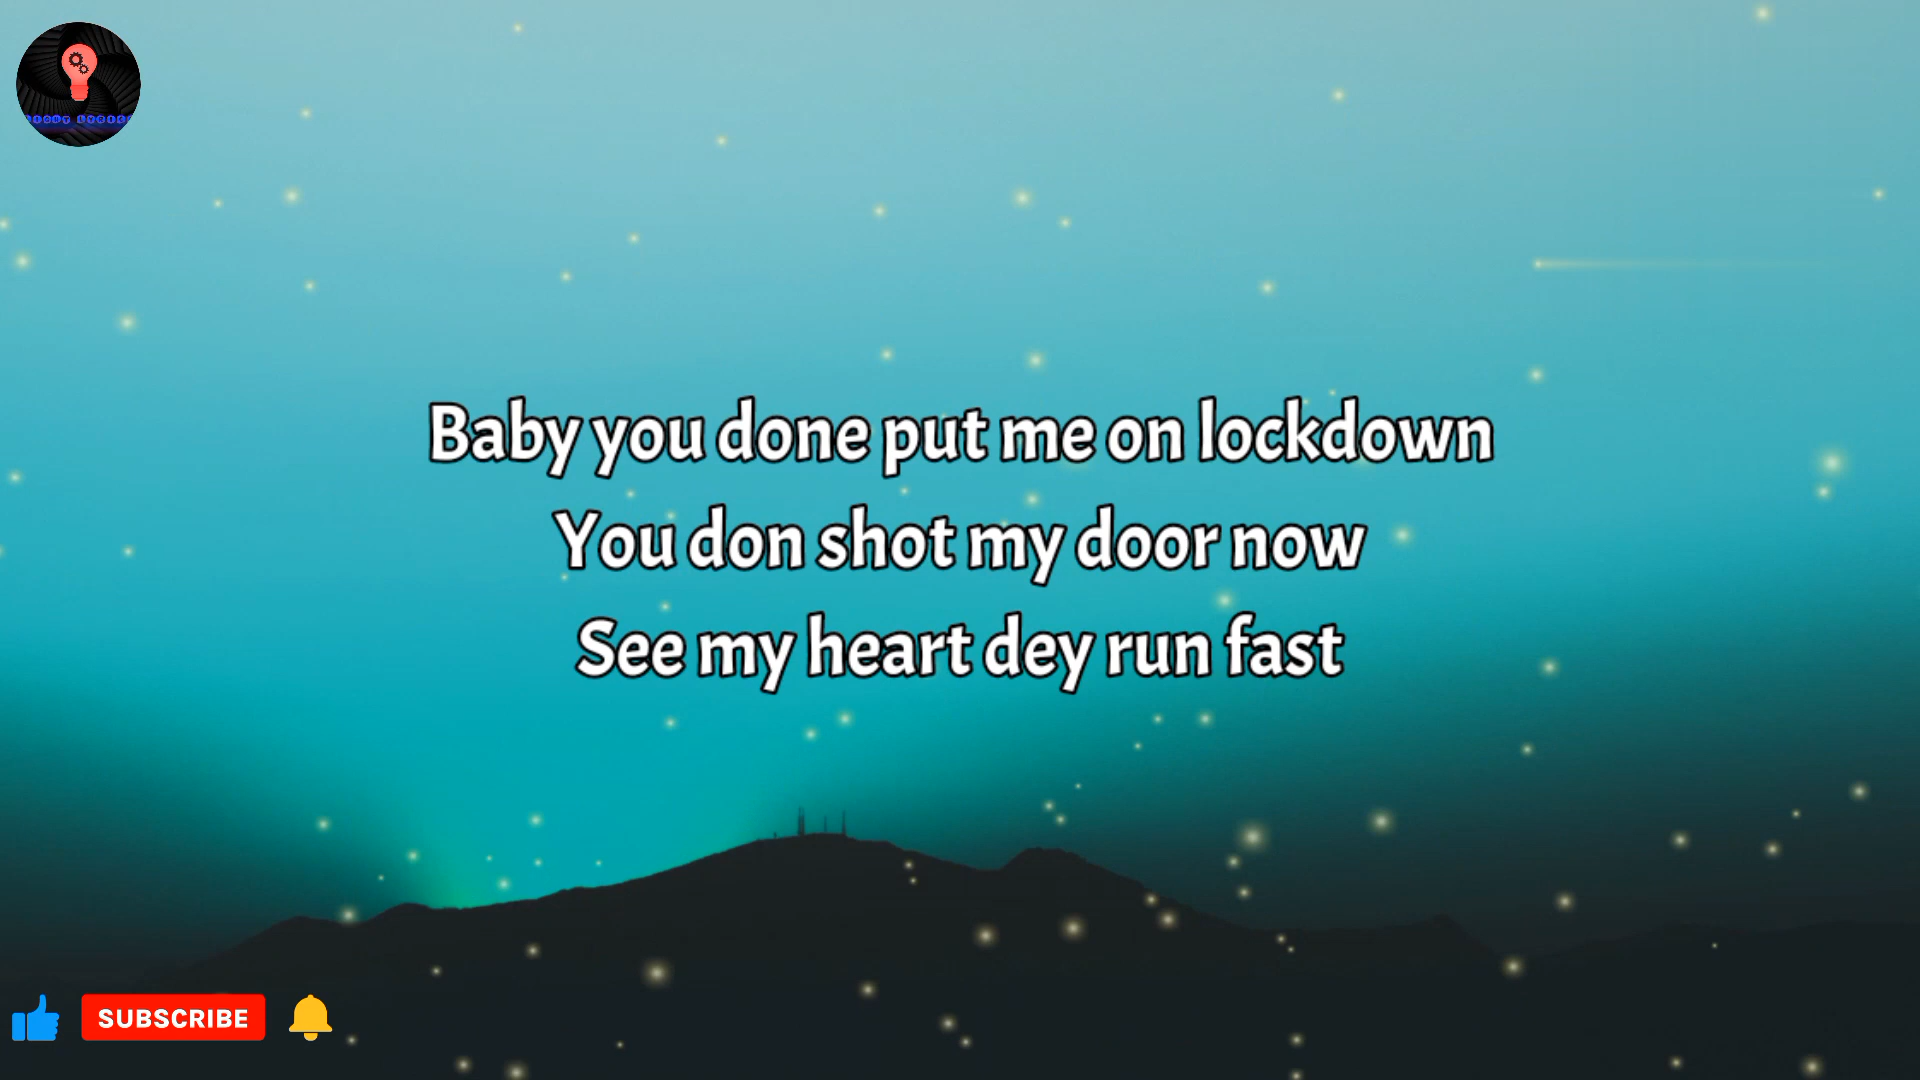 Baby you done put me on lockdown
You don shot my door now
See my heart dey run fast
SUBSCRIBE